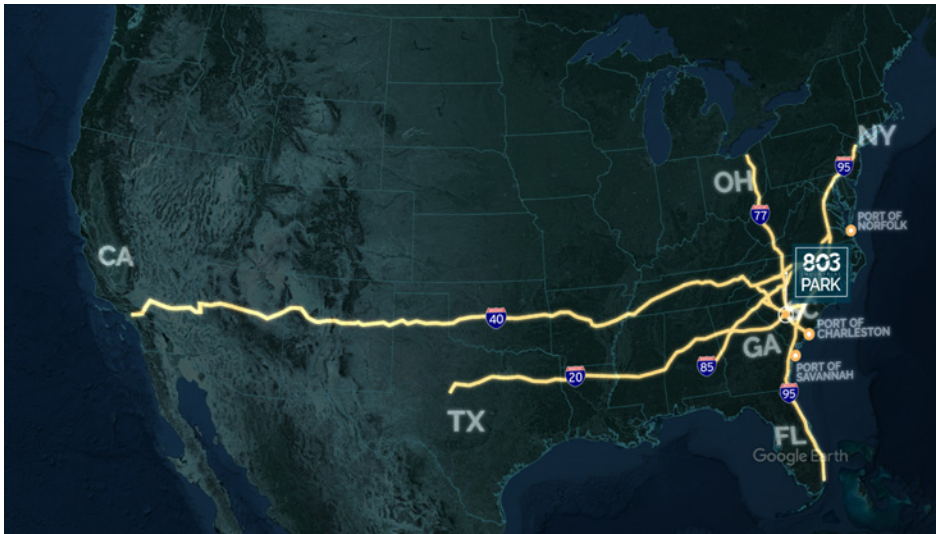 NY
95
OH
77
PORT OF
NORFOLK
CA
803
PARK
40
PORT OF
CHARLESTON
GA
85
20
PORT OF
SAVANNAH
95
TX
FL
Google Earth